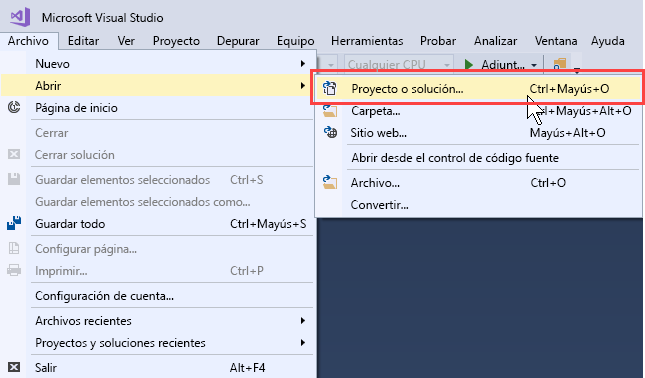 Microsoft Visual Studio
Archivo Editar Ver Proyecto Depurar Equipo Herramientas Probar Analizar Ventana Ayuda
Cualquier CPU Adjunt...
Nuevo
Abrir
Proyecto o solución... Ctrl+Mayús+O
Página de inicio
Carpeta... Ctrl+Mayús+Alt+O
Cerrar
Sitio web... Mayús+Alt+O
Cerrar solución
Abrir desde el control de código fuente
Guardar elementos seleccionados Ctrl+S
Archivo... Ctrl+O
Guardar elementos seleccionados como...
Convertir...
Guardar todo Ctrl+Mayús+S
Configurar página...
Imprimir... Ctrl+P
Configuración de cuenta...
Archivos recientes
Proyectos y soluciones recientes
Salir Alt+F4